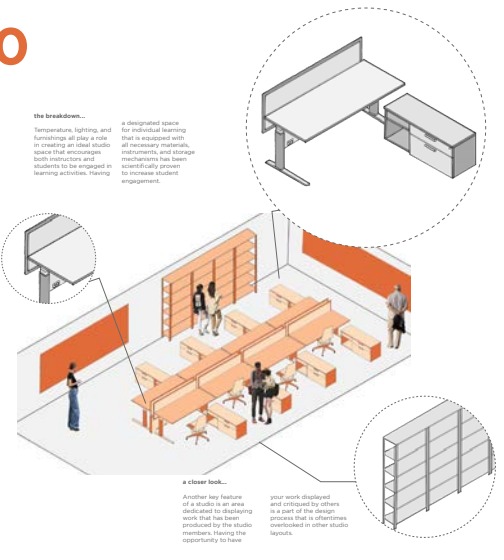 O
the breakdown...
Temperature, lighting, and
furnishings all play a role
in creating an ideal studio
space that encourages
both instructors and
students to be engaged in
learning activities. Having
a designated space
for individual learning
that is equipped with
all necessary materials,
instruments, and storage
mechanisms has been
scientifically proven
to increase student
engagement.
a closer look...
Another key feature
of a studio is an area
dedicated to displaying
work that has been
produced by the studio
members. Having the
opportunity to have
your work displayed
and critiqued by others
is a part of the design
process that is oftentimes
overlooked in other studio
layouts.